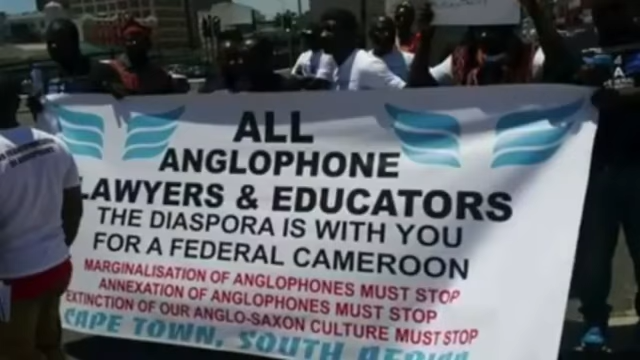 ALL
ANGLOPHONE
LAWYERS & EDUCATORS
THE DIASPORA IS WITH YOU
FOR A FEDERAL CAMEROON
MARGINALISATION OF ANGLOPHONES MUST STOP
ANNEXATION OF ANGLOPHONES MUST STOP
EXTINCTION OF OUR ANGLO-SAXON CULTURE MUST STOP
CAPE TOWN, SOUTH AFRICA